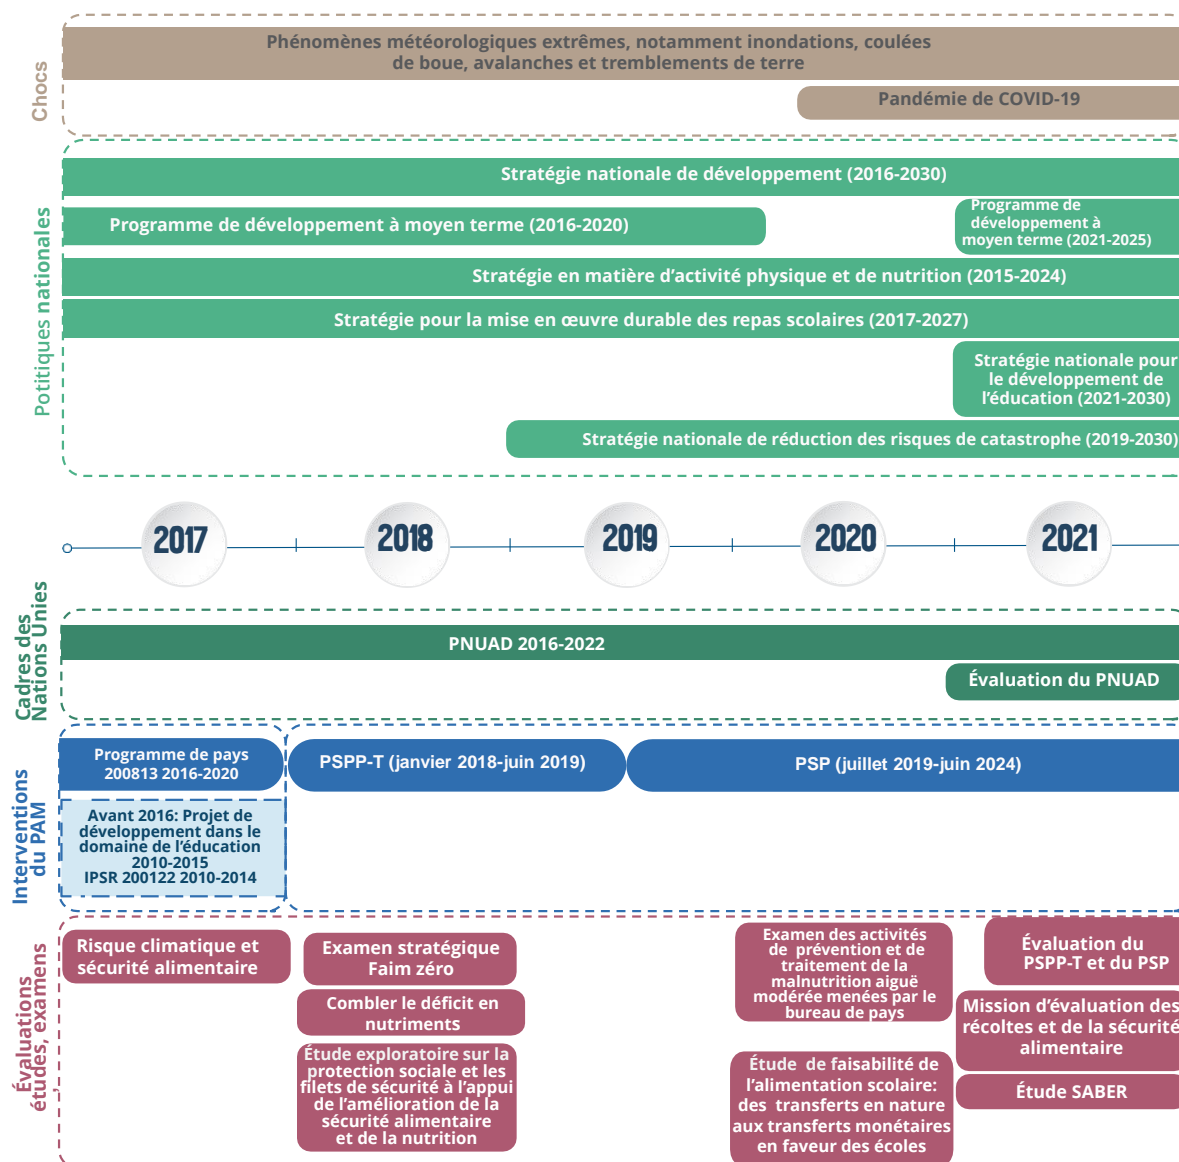 Chocs
Phénomènes météorologiques extrêmes, notamment inondations, coulées
de boue, avalanches et tremblements de terre
Pandémie de COVID-19
Potitiques nationales
Stratégie nationale de développement (2016-2030)
Programme de développement à moyen terme (2016-2020)
Programme de
développement à
moyen terme (2021-2025)
Stratégie en matière d'activité physique et de nutrition (2015-2024)
Stratégie pour la mise en œuvre durable des repas scolaires (2017-2027)
Stratégie nationale pour
le développement de
l'éducation (2021-2030)
Stratégie nationale de réduction des risques de catastrophe (2019-2030)
2017
2018
2019
2020
2021
Cadres des
Nations Unies
PNUAD 2016-2022
Évaluation du PNUAD
Interventions
du PAM
Programme de pays
200813 2016-2020
PSPP-T (janvier 2018-juin 2019)
PSP (juillet 2019-juin 2024)
Avant 2016: Projet de
développement dans le
domaine de l'éducation
2010-2015
IPSR 200122 2010-2014
Évaluations
études, examens
Risque climatique et
sécurité alimentaire
Examen stratégique
Faim zéro
Combler le déficit en
nutriments
Étude exploratoire sur la
protection sociale et les
filets de sécurité à l'appui
de l'amélioration de la
sécurité alimentaire
et de la nutrition
Examen des activités
de prévention et de
traitement de la
malnutrition aiguë
modérée menées par le
bureau de pays
Étude de faisabilité de
l'alimentation scolaire:
des transferts en nature
aux transferts monétaires
en faveur des écoles
Évaluation du
PSPP-T et du PSP
Mission d'évaluation des
récoltes et de la sécurité
alimentaire
Étude SABER